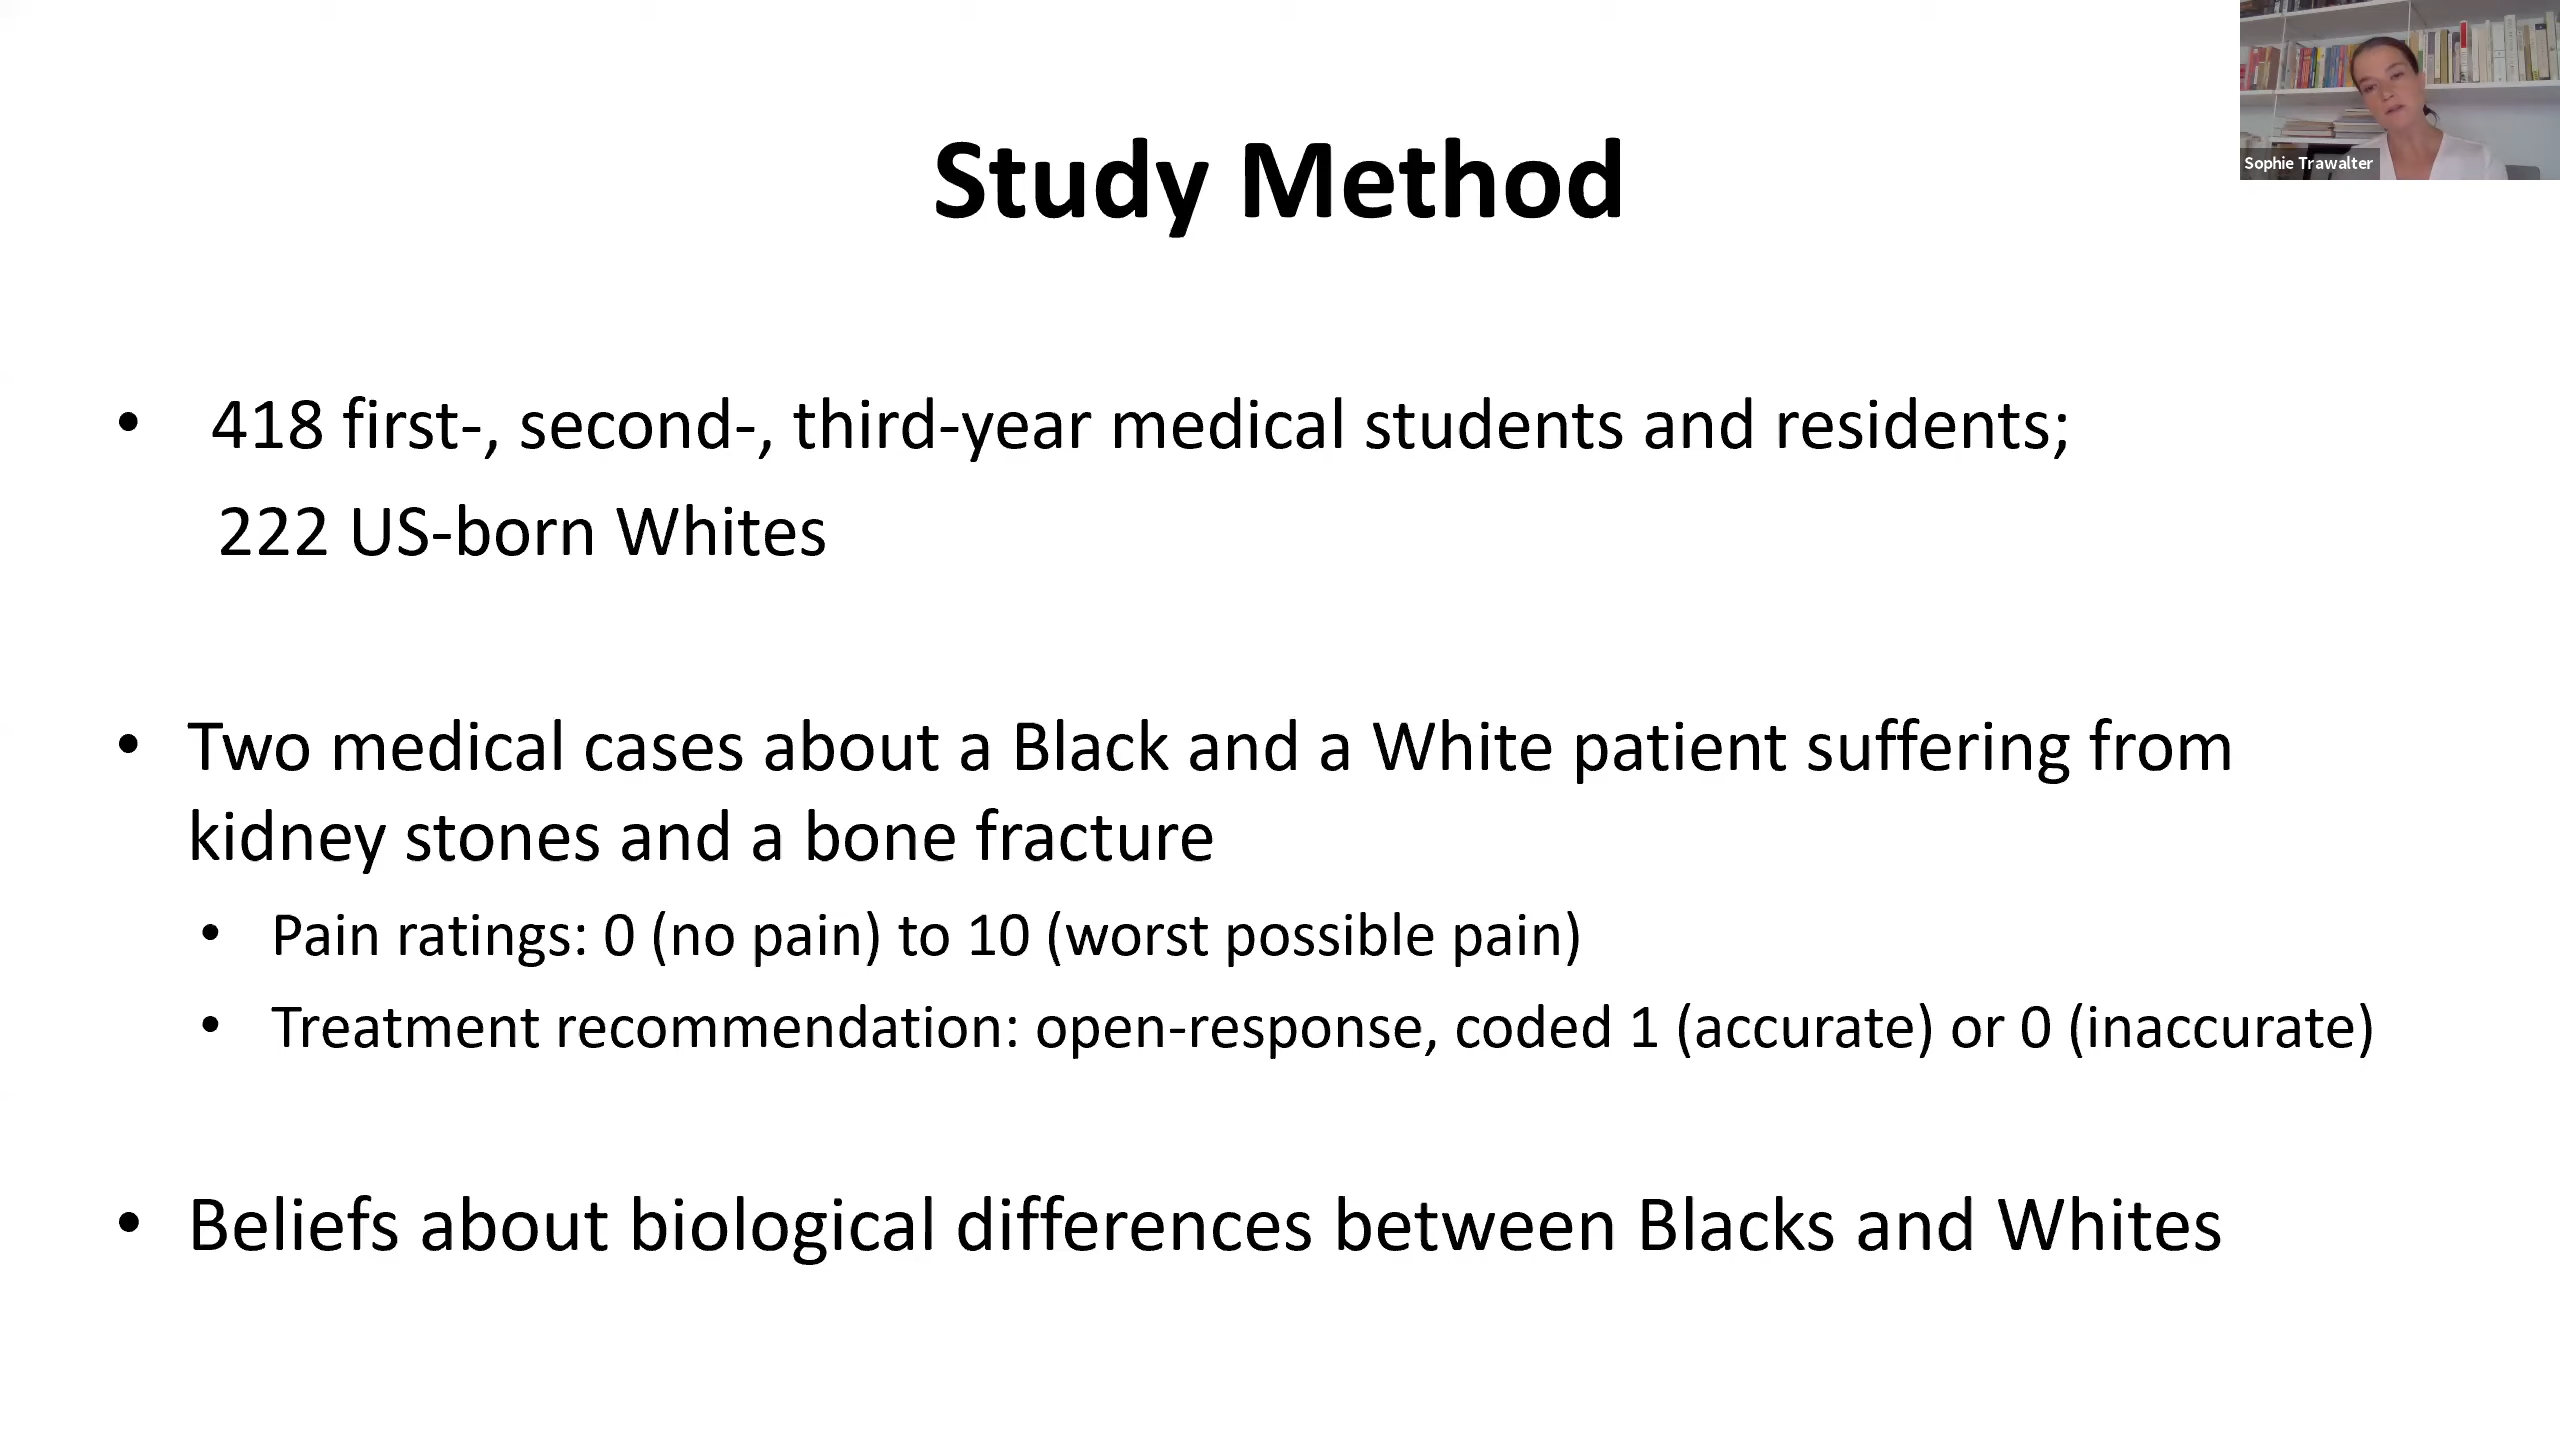 Sophie Trawalter
Study Method
• 418 first-, second-, third-year medical students and residents;
222 US-born Whites
• Two medical cases about a Black and a White patient suffering from
kidney stones and a bone fracture
• Pain ratings: 0 (no pain) to 10 (worst possible pain)
• Treatment recommendation: open-response, coded 1 (accurate) or 0 (inaccurate)
• Beliefs about biological differences between Blacks and Whites